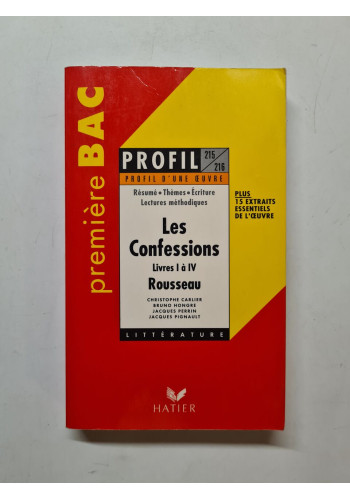 première BAC
PROFIL 215/216
PROFIL D'UNE ŒUVRE
Résumé • Thèmes • Écriture
Lectures méthodiques
PLUS
15 EXTRAITS
ESSENTIELS
DE L'ŒUVRE
Les
Confessions
Livres I à IV
Rousseau
CHRISTOPHE CARLIER
BRUNO HONGRE
JACQUES PERRIN
JACQUES PIGNAULT
LITTÉRATURE
HATIER